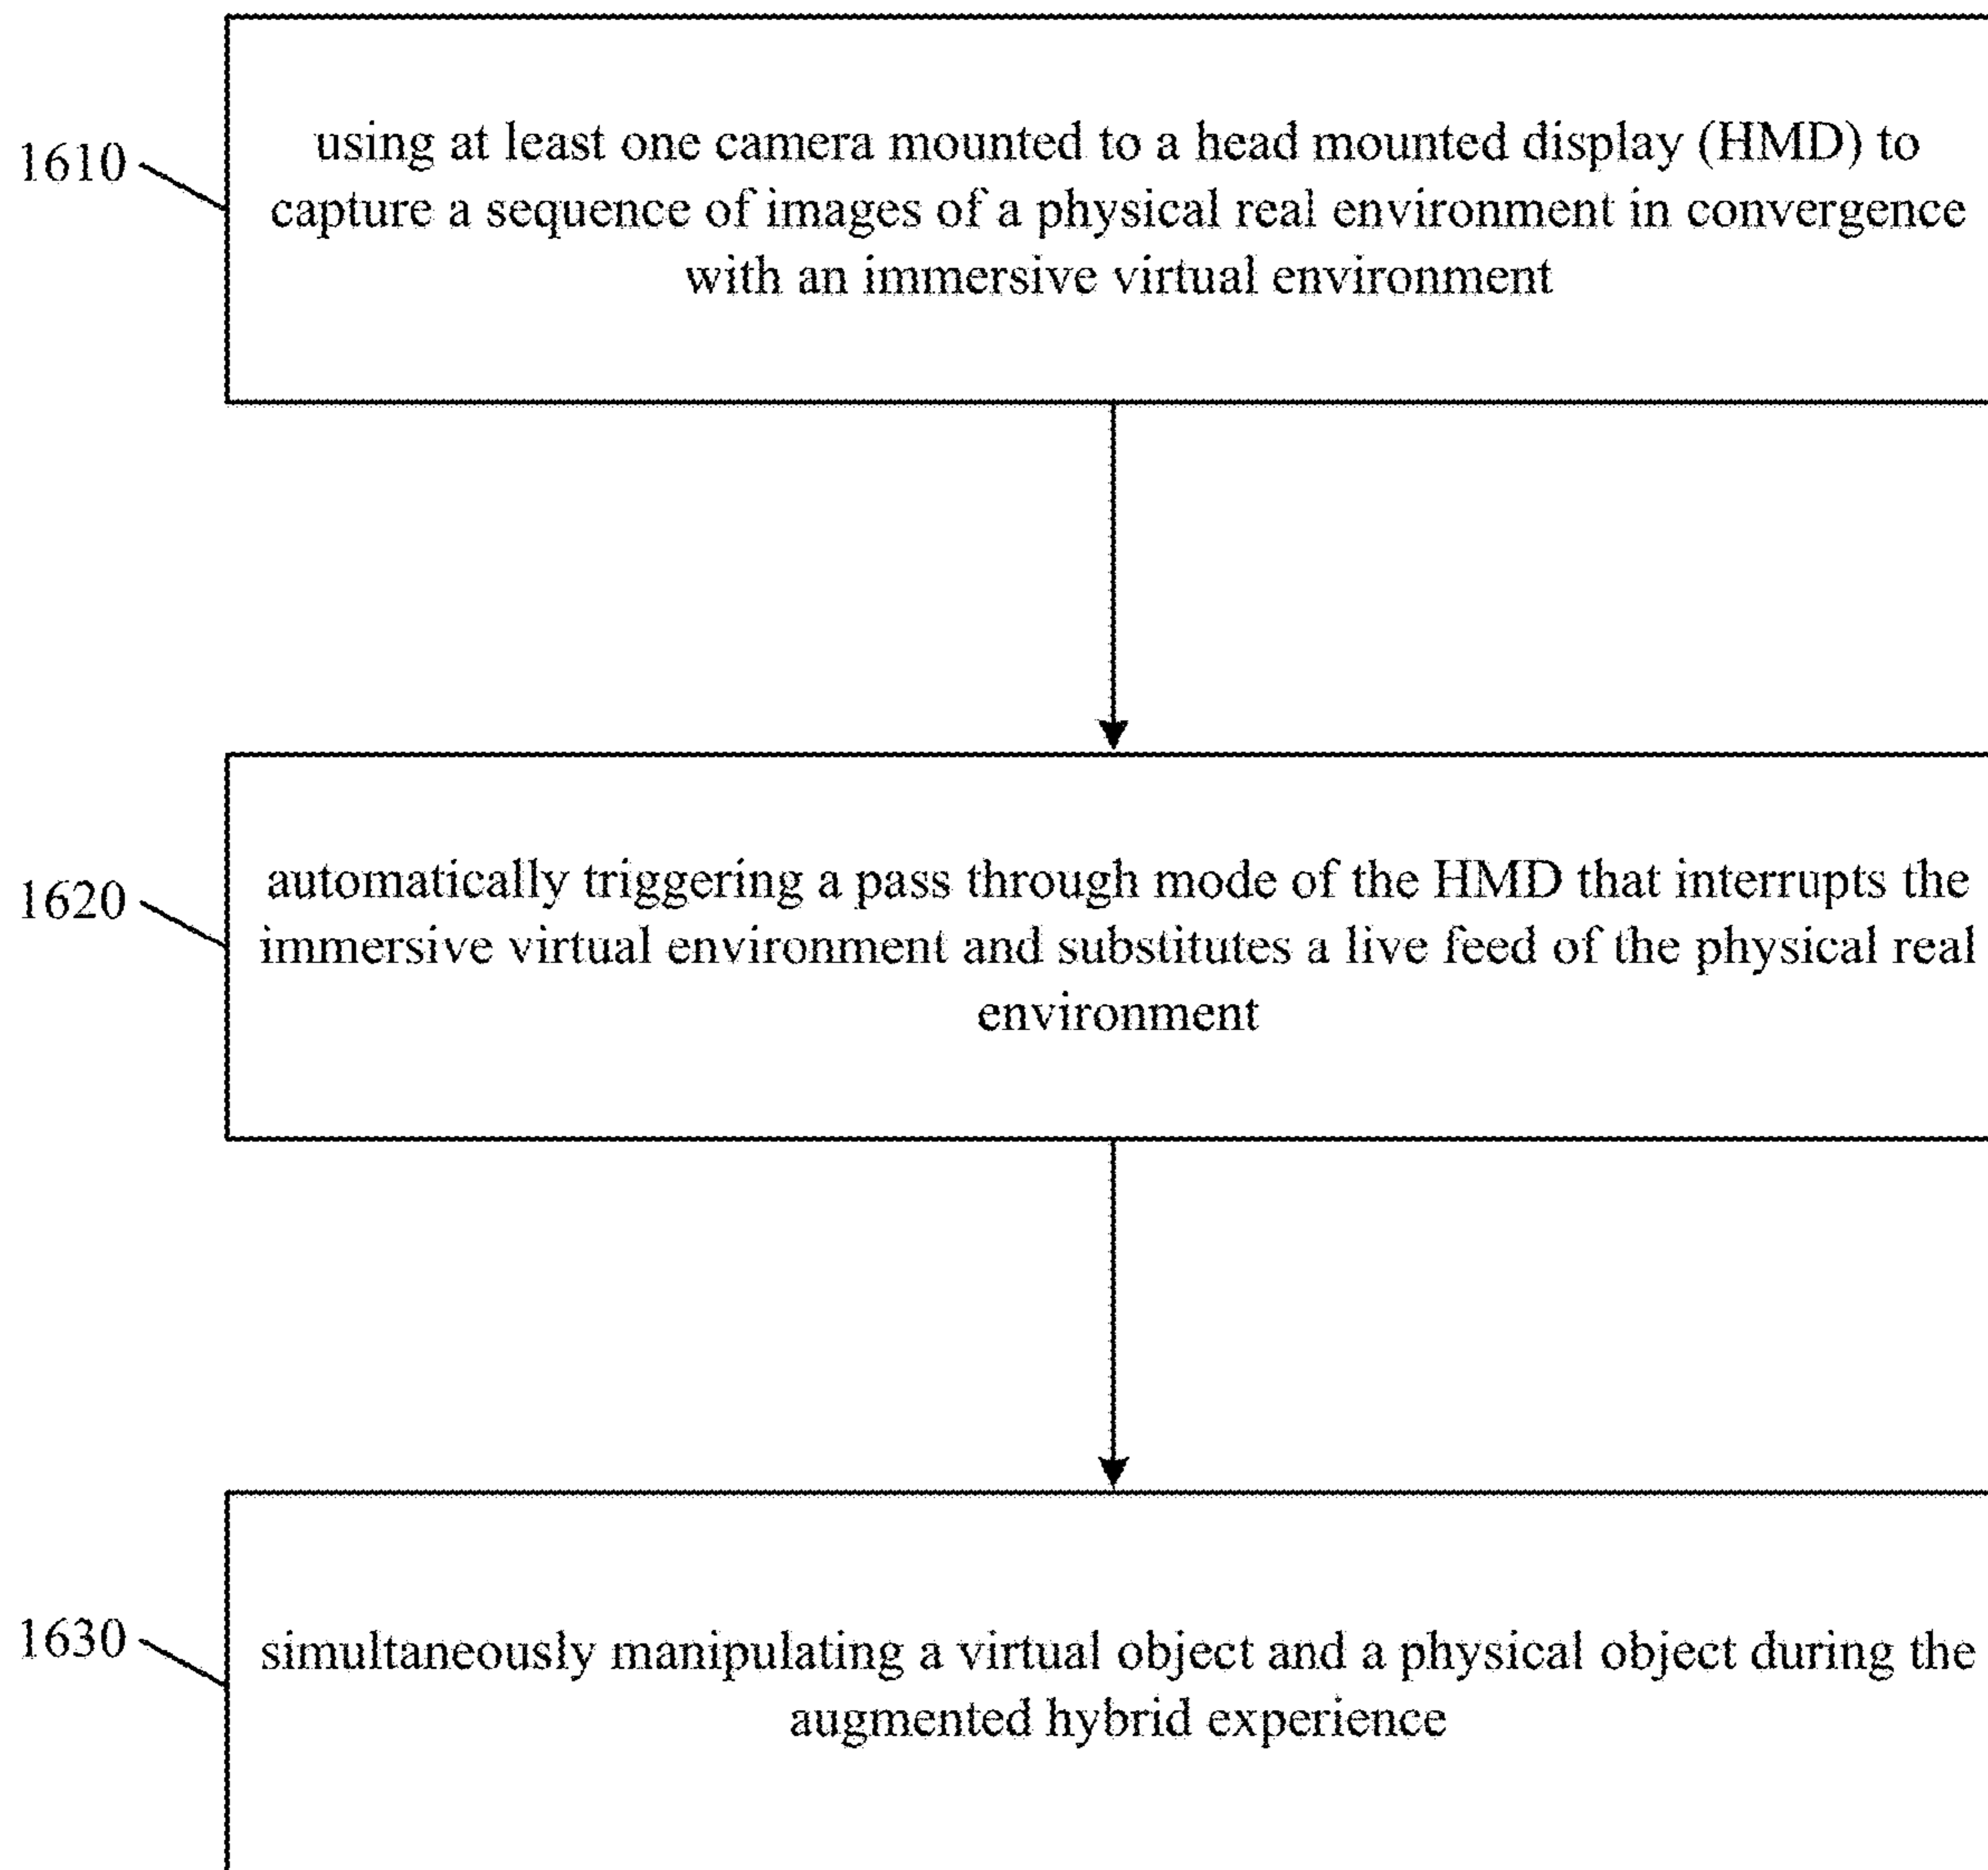 1610
using at least one camera mounted to a head mounted display (HMD) to
capture a sequence of images of a physical real environment in convergence
with an immersive virtual environment
1620
automatically triggering a pass through mode of the HMD that interrupts the
immersive virtual environment and substitutes a live feed of the physical real
environment
1630
simultaneously manipulating a virtual object and a physical object during the
augmented hybrid experience